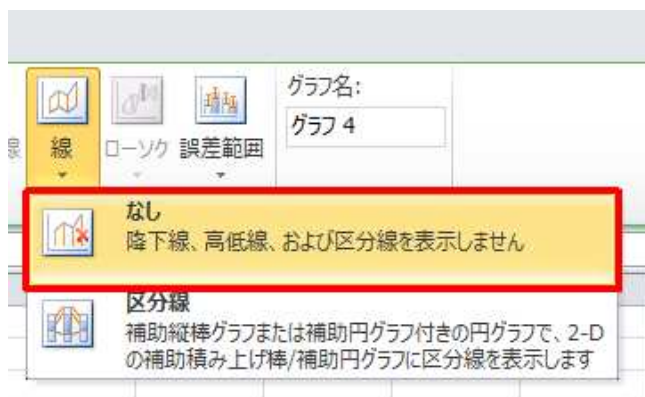 グラフ名:
グラフ 4
線
ローソク
誤差範囲
なし
降下線、高低線、および区分線を表示しません
区分線
補助縦棒グラフまたは補助円グラフ付きの円グラフで、2-D
の補助積み上げ棒/補助円グラフに区分線を表示します